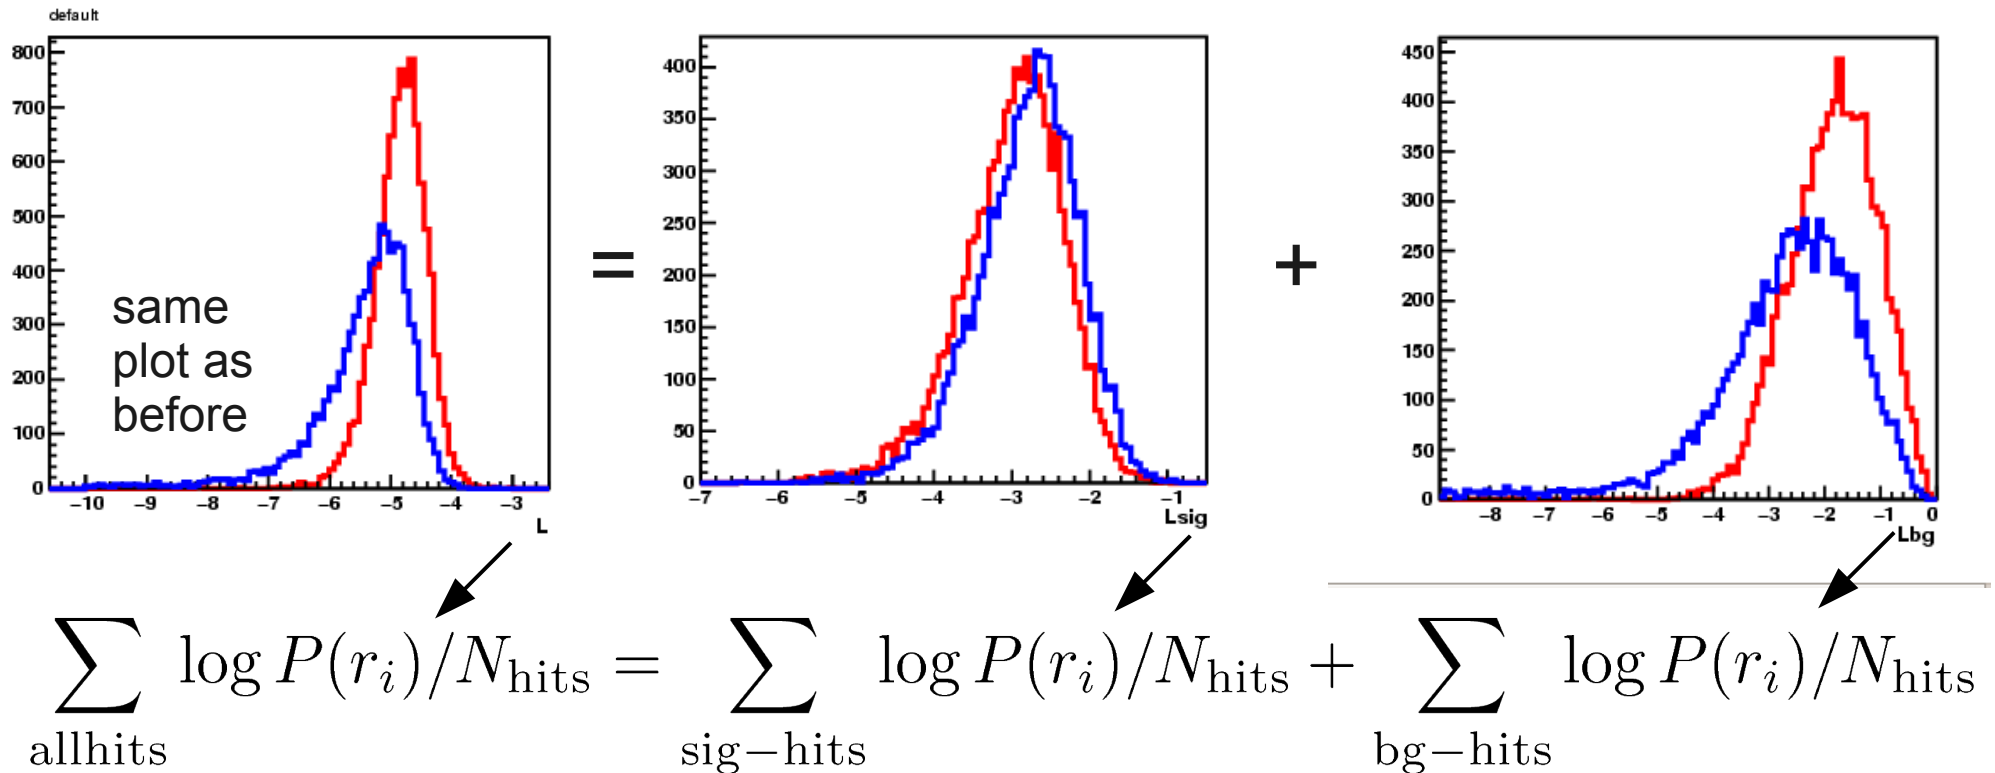 default
800
700
600
500
400
300
200
100
0
−10 −9 −8 −7 −6 −5 −4 −3
L
same
plot as
before
=
400
350
300
250
200
150
100
50
0
−7 −6 −5 −4 −3 −2 −1
Lsig
+
450
400
350
300
250
200
150
100
50
0
−8 −7 −6 −5 −4 −3 −2 −1 0
Lbg
∑ log P(r_i)/N_hits = ∑ log P(r_i)/N_hits + ∑ log P(r_i)/N_hits
allhits sig−hits bg−hits